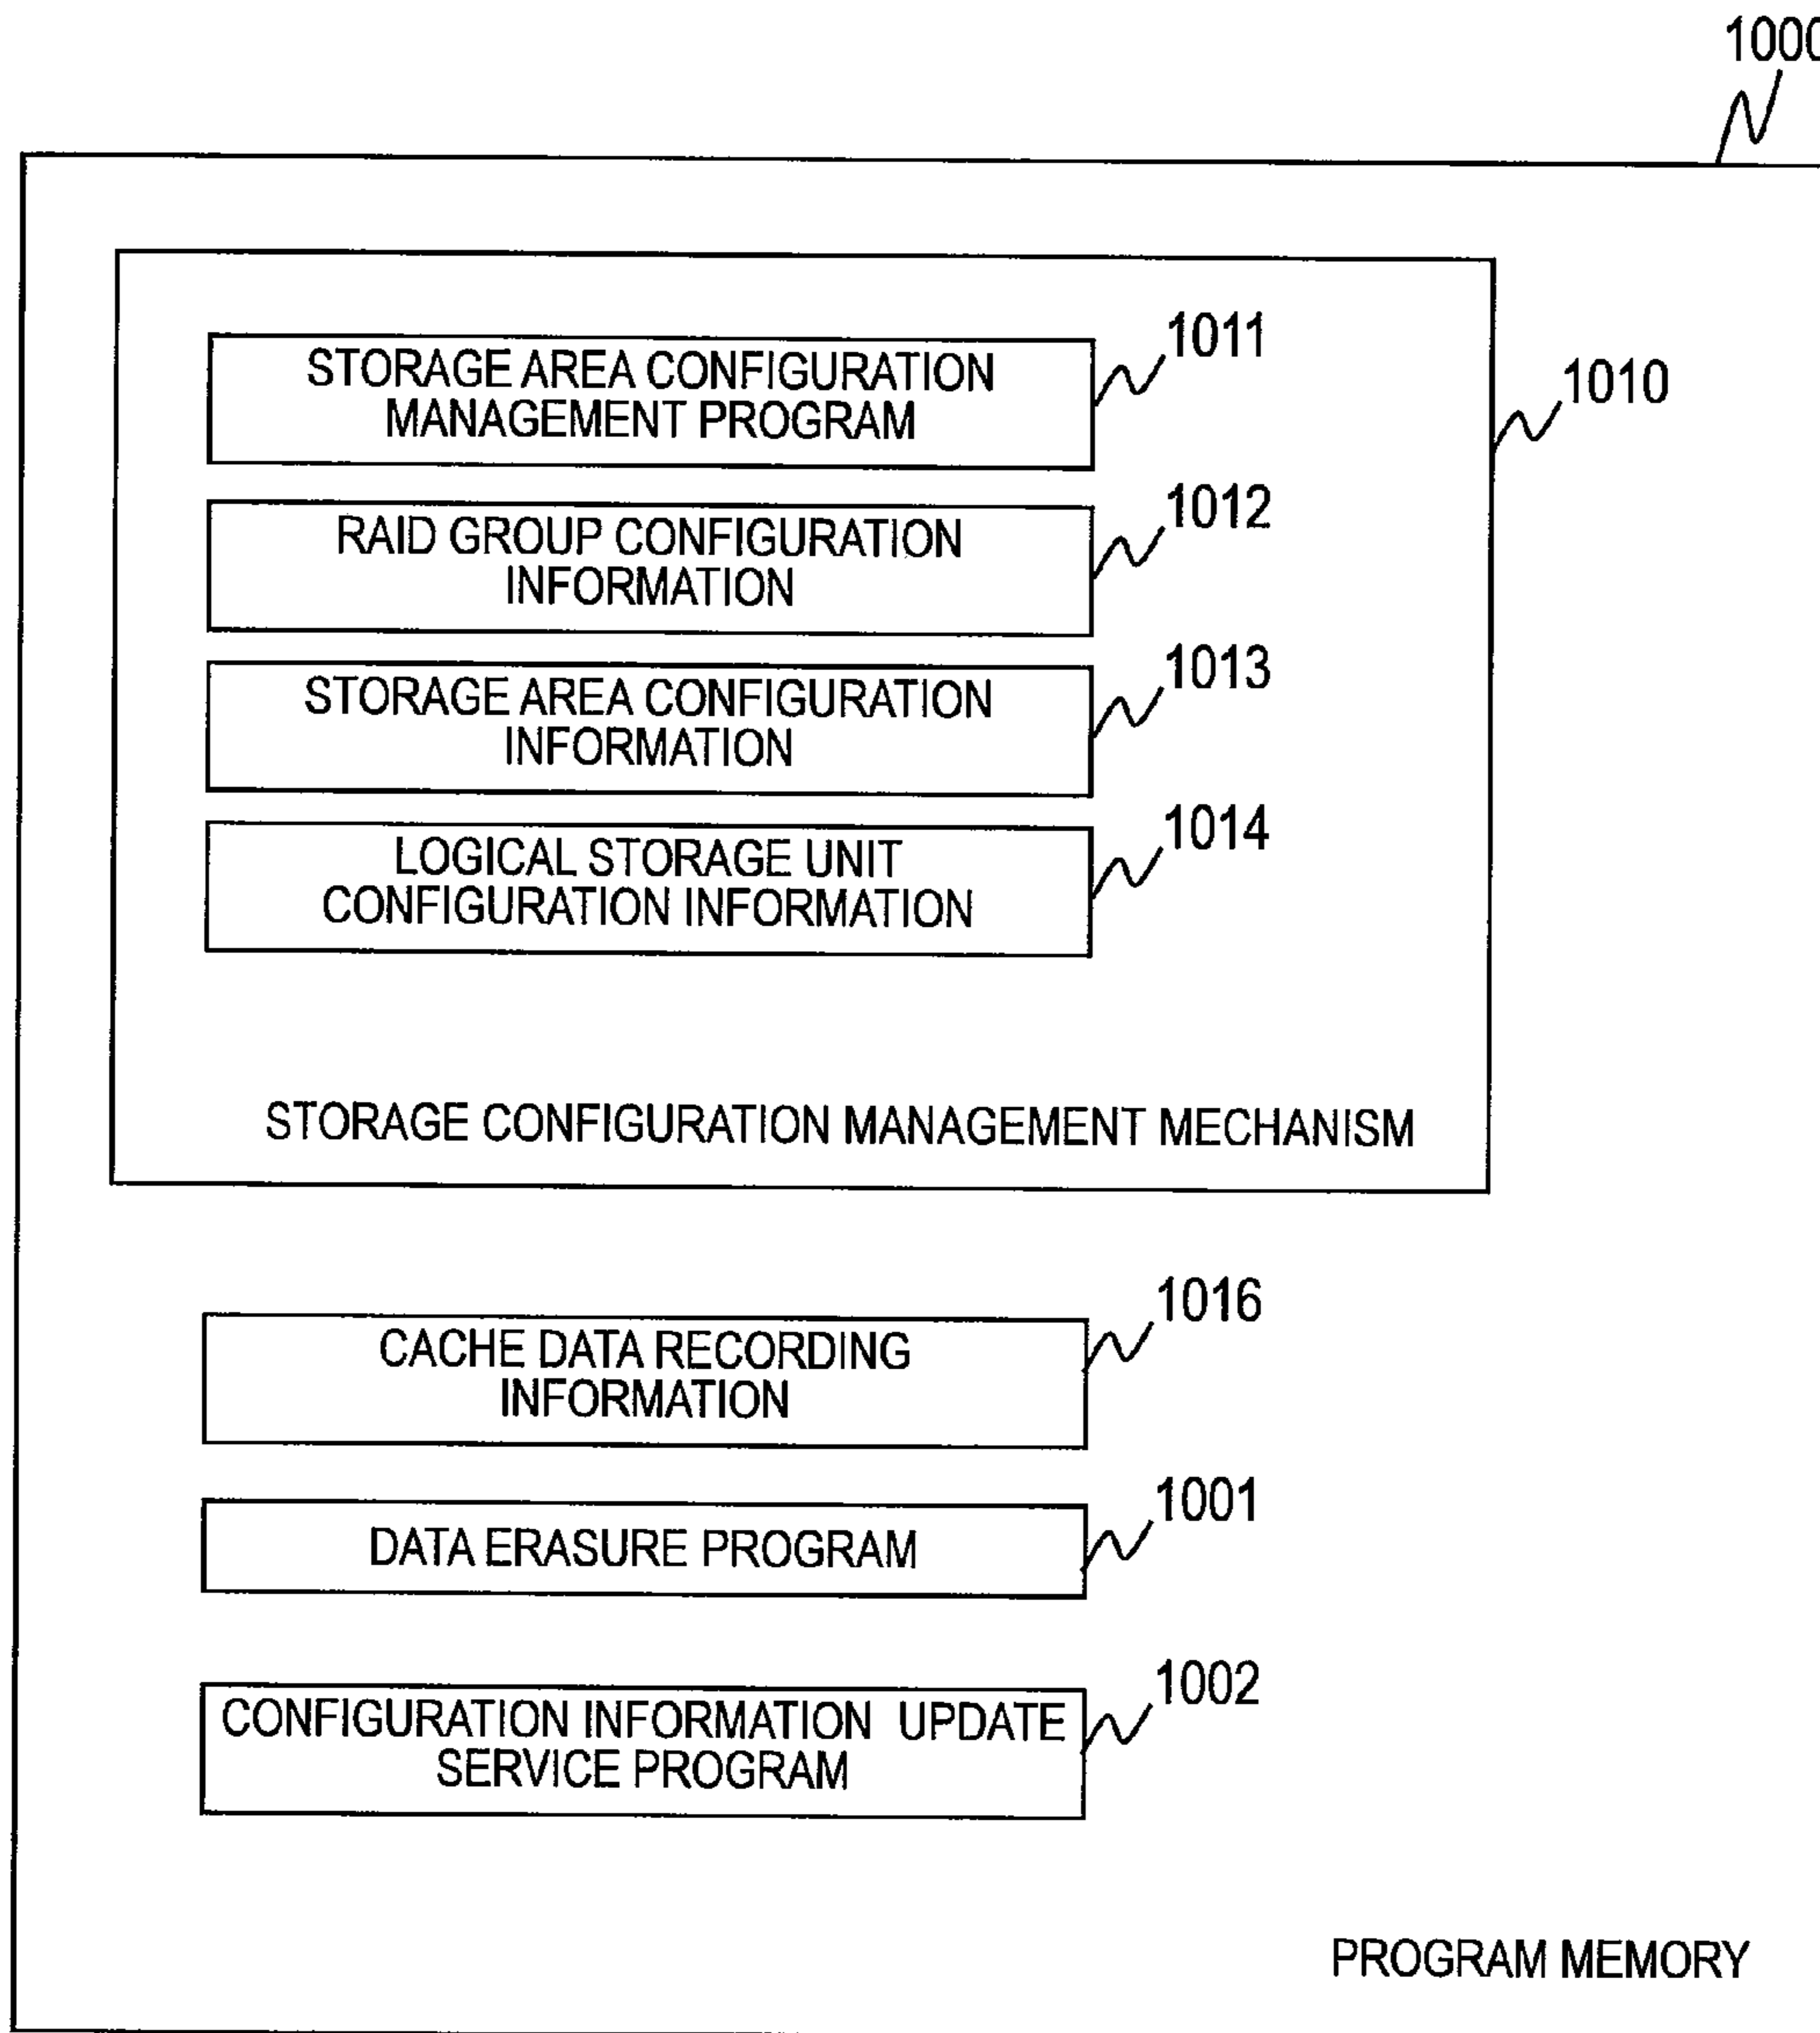 1000
STORAGE AREA CONFIGURATION
MANAGEMENT PROGRAM
1011
1010
RAID GROUP CONFIGURATION
INFORMATION
1012
STORAGE AREA CONFIGURATION
INFORMATION
1013
LOGICAL STORAGE UNIT
CONFIGURATION INFORMATION
1014
STORAGE CONFIGURATION MANAGEMENT MECHANISM
CACHE DATA RECORDING
INFORMATION
1016
DATA ERASURE PROGRAM
1001
CONFIGURATION INFORMATION UPDATE
SERVICE PROGRAM
1002
PROGRAM MEMORY